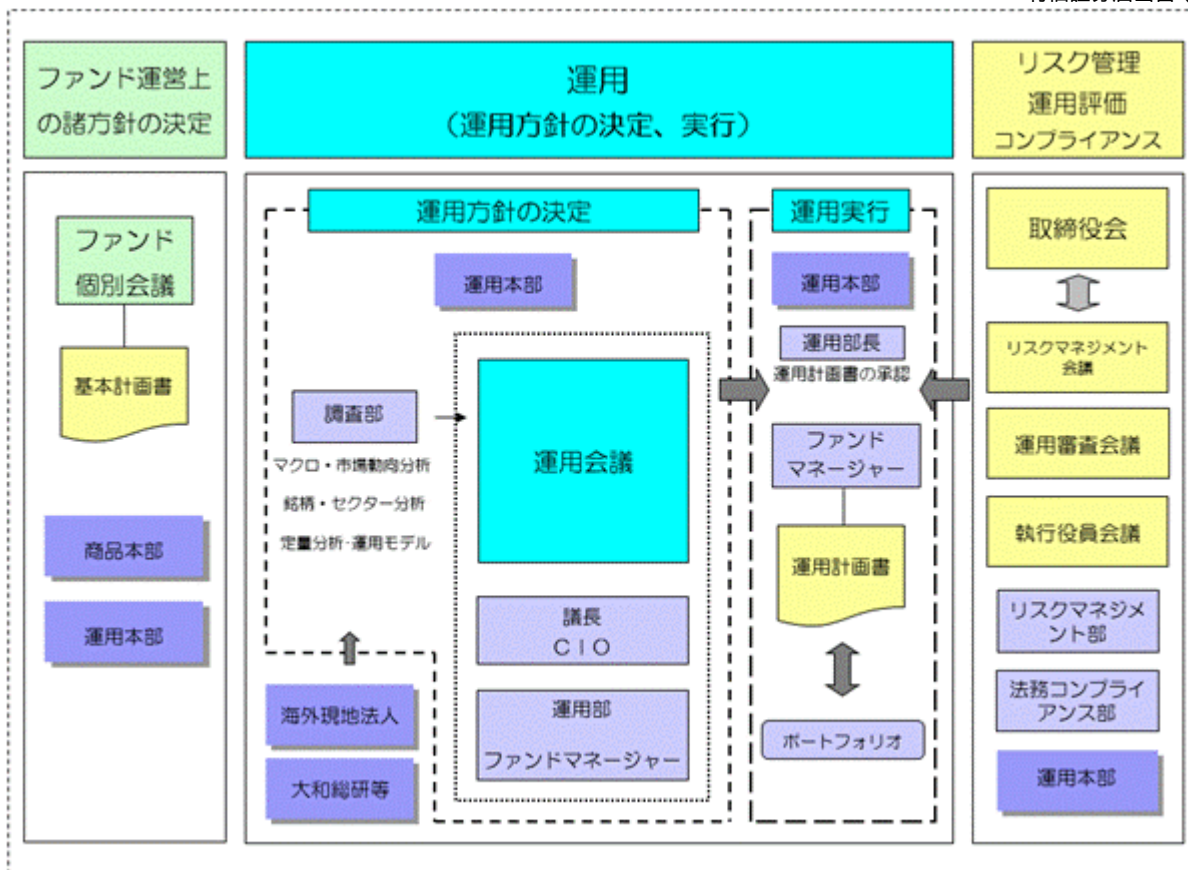 ファンド運営上
の諸方針の決定
運用
(運用方針の決定、実行)
リスク管理
運用評価
コンプライアンス
ファンド
個別会議
基本計画書
商品本部
運用本部
運用方針の決定
運用本部
調査部
マクロ・市場動向分析
銘柄・セクター分析
定量分析・運用モデル
運用会議
議長
CIO
運用部
ファンドマネージャー
海外現地法人
大和総研等
運用実行
運用本部
運用部長
運用計画書の承認
ファンド
マネージャー
運用計画書
ポートフォリオ
取締役会
リスクマネジメント
会議
運用審査会議
執行役員会議
リスクマネジメ
ント部
法務コンプライ
アンス部
運用本部